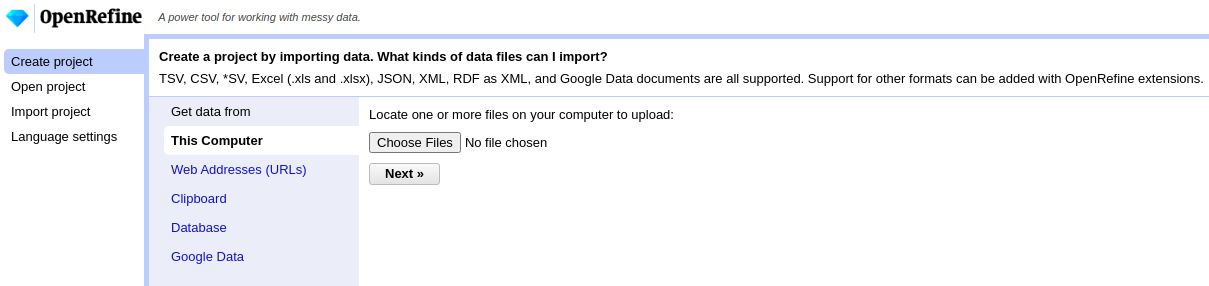 OpenRefine A power tool for working with messy data.
Create project
Open project
Import project
Language settings
Create a project by importing data. What kinds of data files can I import?
TSV, CSV, *SV, Excel (.xls and .xlsx), JSON, XML, RDF as XML, and Google Data documents are all supported. Support for other formats can be added with OpenRefine extensions.
Get data from
This Computer
Web Addresses (URLs)
Clipboard
Database
Google Data
Locate one or more files on your computer to upload:
Choose Files No file chosen
Next »